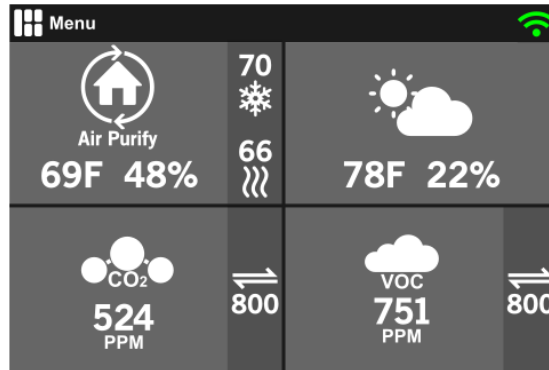 Menu
70
Air Purify
66
69F 48%
78F 22%
CO2
524
PPM
800
VOC
751
PPM
800